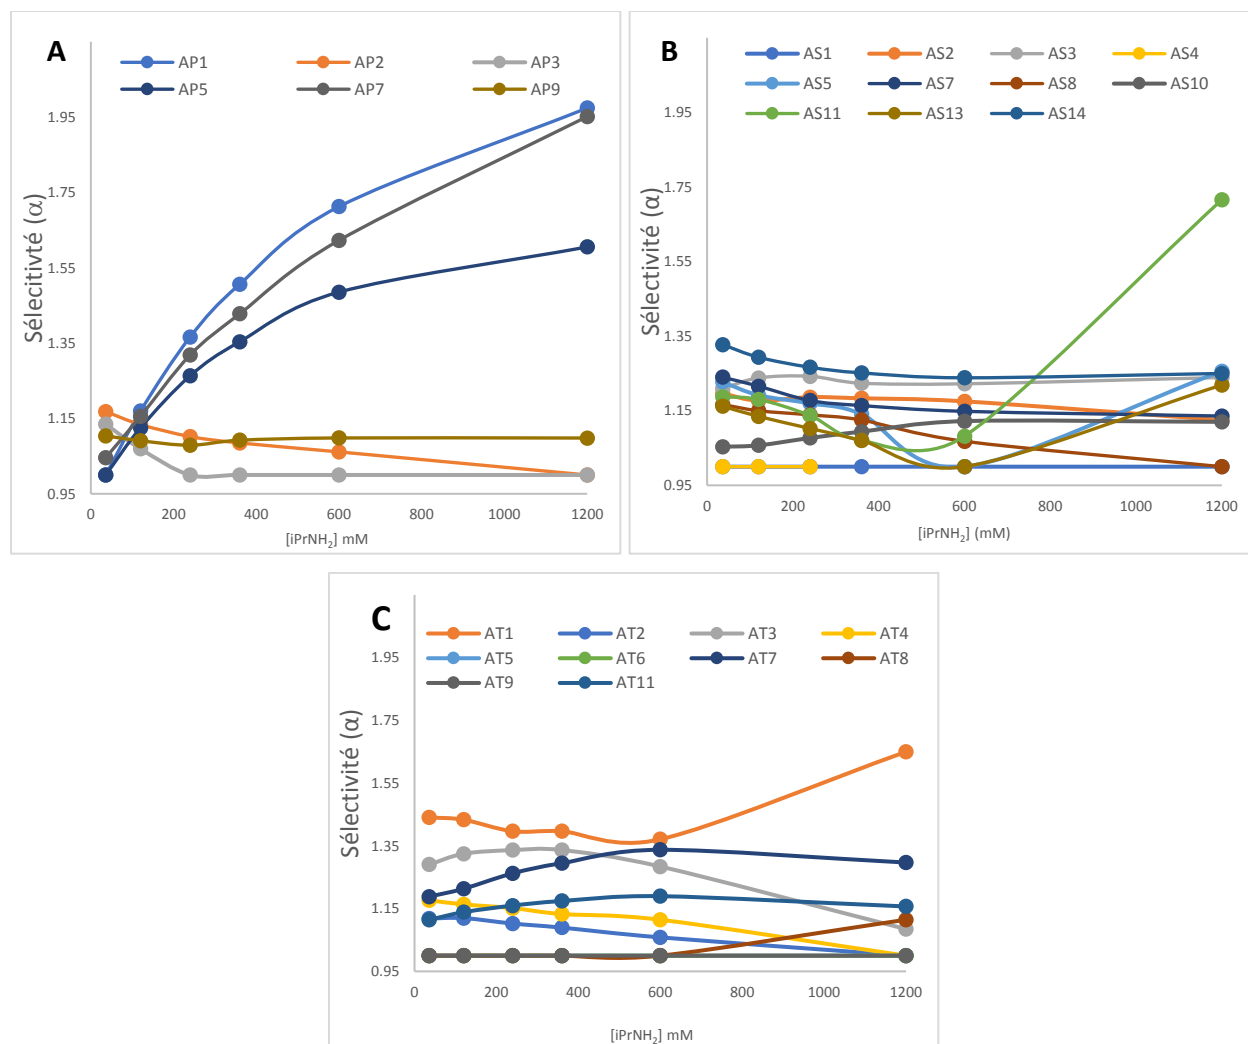 A
AP1 AP2 AP3
AP5 AP7 AP9
Sélecitivté (α)
1.95
1.75
1.55
1.35
1.15
0.95
0 200 400 600 800 1000 1200
[iPrNH₂] mM
B
AS1 AS2 AS3 AS4
AS5 AS7 AS8 AS10
AS11 AS13 AS14
Sélectivité (α)
1.95
1.75
1.55
1.35
1.15
0.95
0 200 400 600 800 1000 1200
[iPrNH₂] (mM)
C
AT1 AT2 AT3 AT4
AT5 AT6 AT7 AT8
AT9 AT11
Sélectivité (α)
1.95
1.75
1.55
1.35
1.15
0.95
0 200 400 600 800 1000 1200
[iPrNH₂] mM